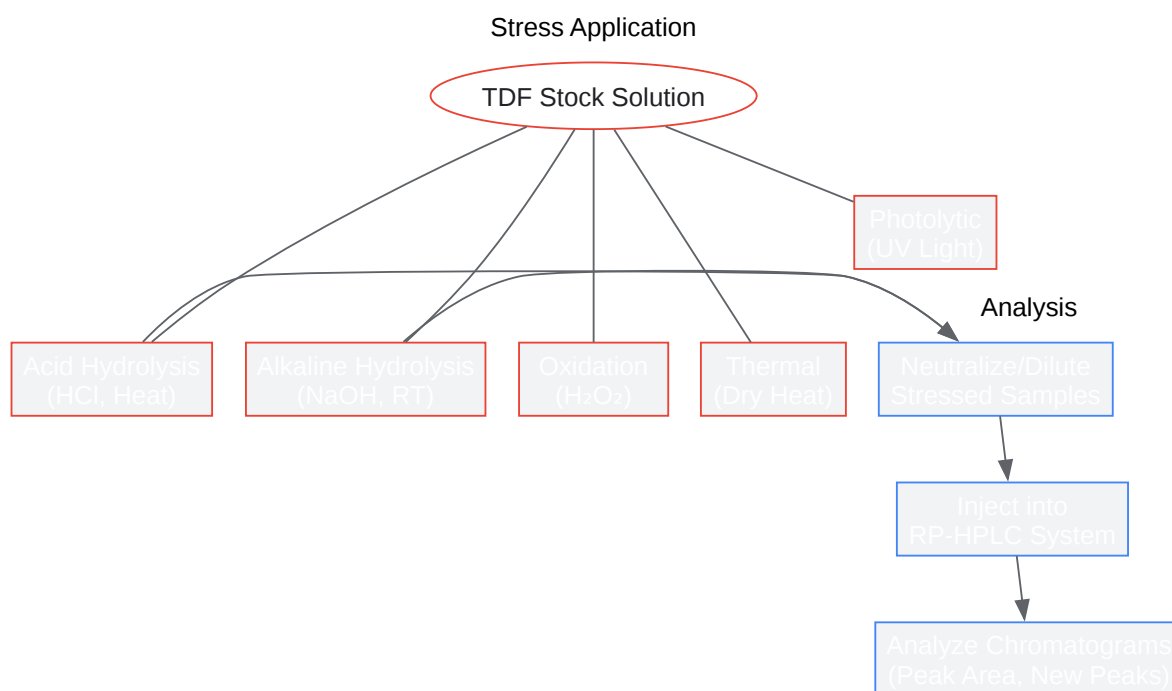 Stress Application
TDF Stock Solution
Photolytic
(UV Light)
Analysis
Acid Hydrolysis
(HCl, Heat)
Alkaline Hydrolysis
(NaOH, RT)
Oxidation
(H₂O₂)
Thermal
(Dry Heat)
Neutralize/Dilute
Stressed Samples
Inject into
RP-HPLC System
Analyze Chromatograms
(Peak Area, New Peaks)